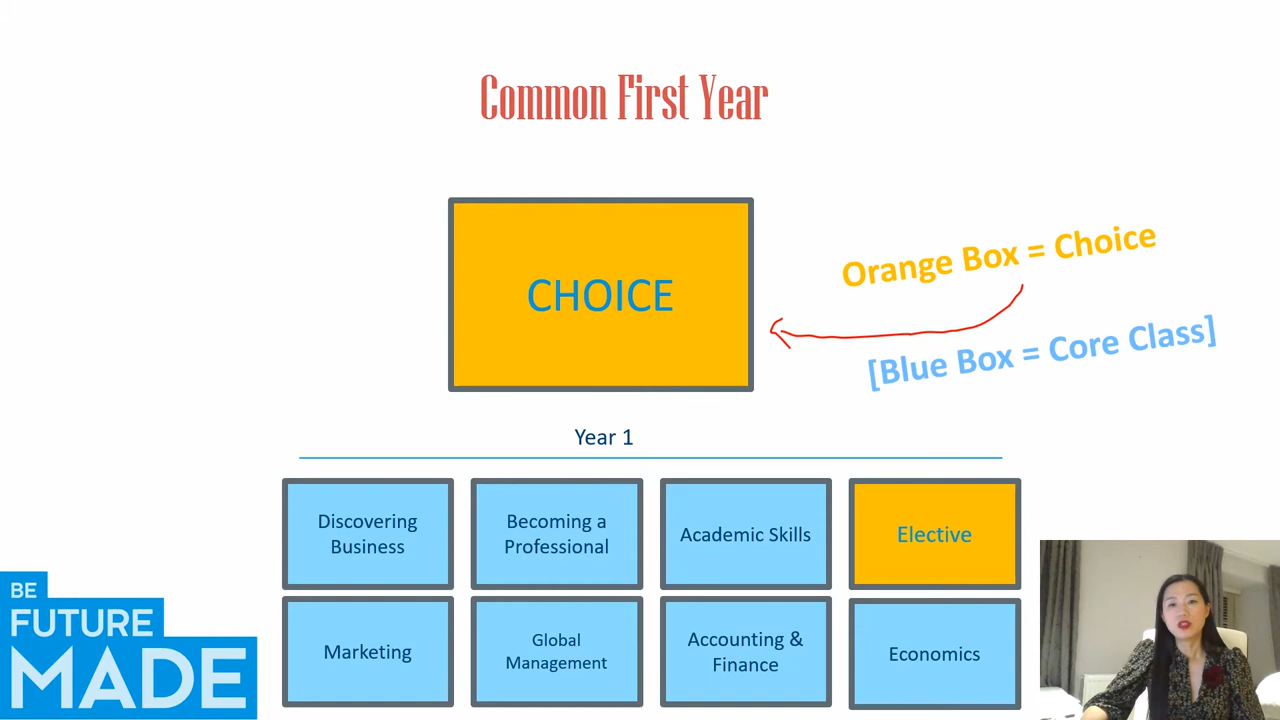 Common First Year
CHOICE
Orange Box = Choice
[Blue Box = Core Class]
Year 1
Discovering
Business
Becoming a
Professional
Academic Skills
Elective
Marketing
Global
Management
Accounting &
Finance
Economics
BE
FUTURE
MADE